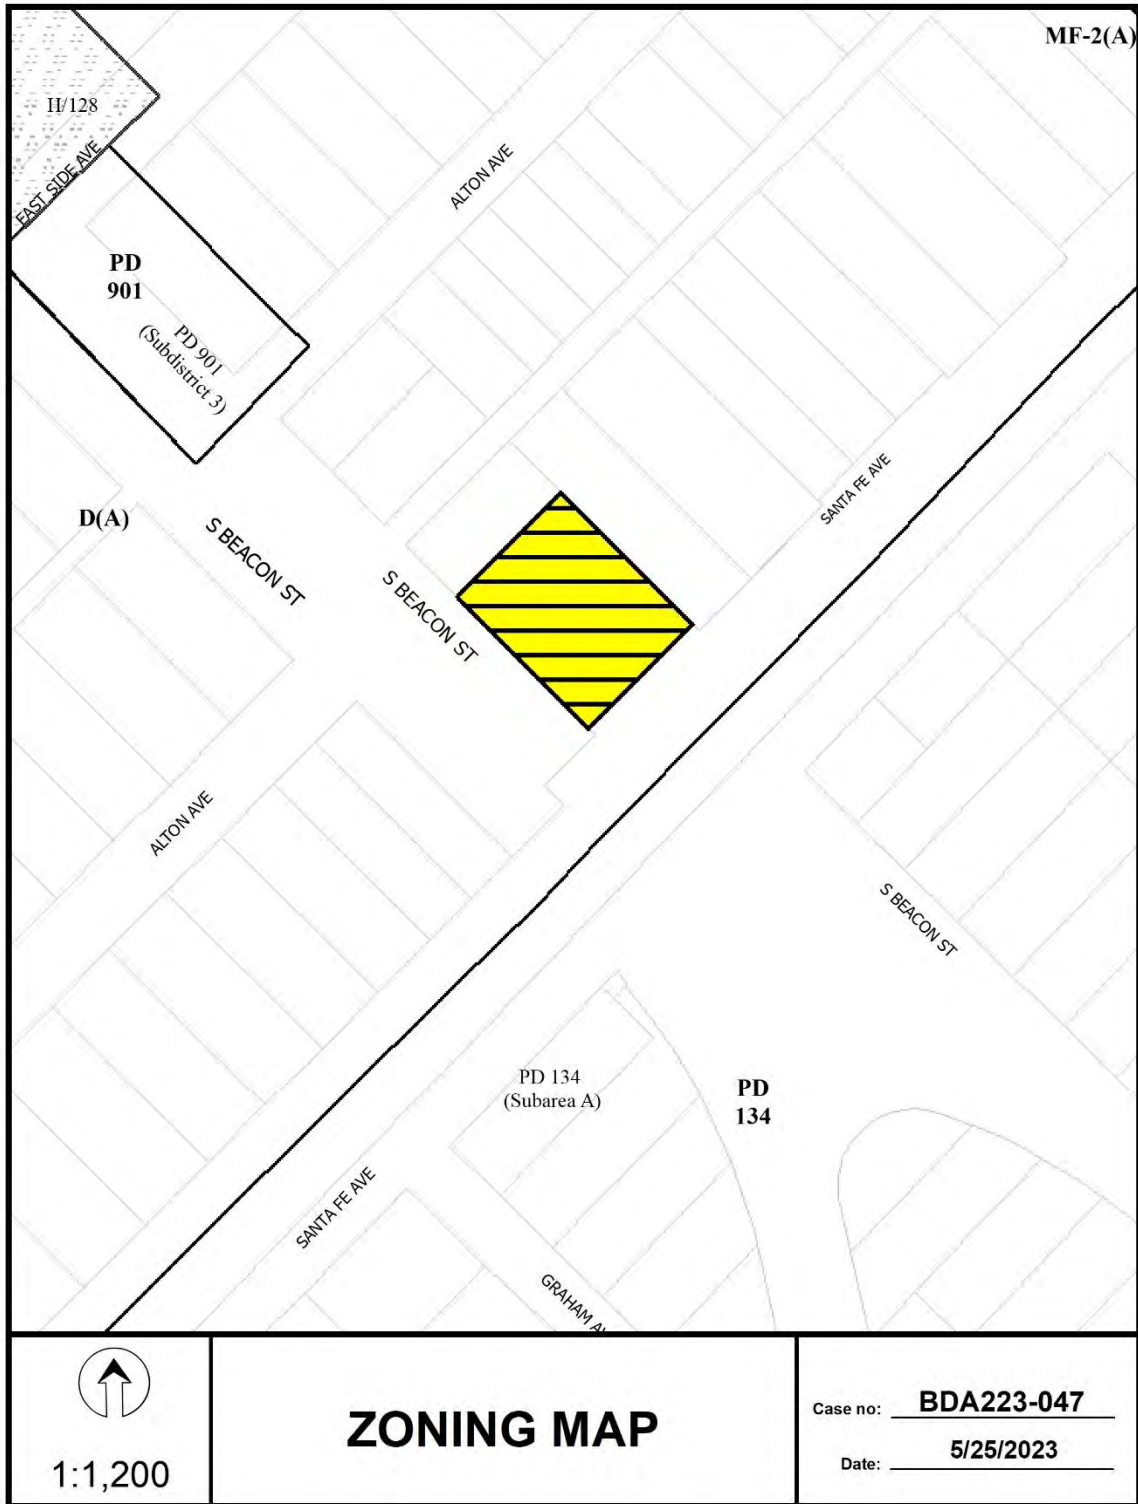 MF-2(A)
H/128
EAST SIDE AVE
ALTON AVE
PD
901
PD 901
(Subdistrict 3)
SANTA FE AVE
D(A)
S BEACON ST
S BEACON ST
ALTON AVE
S BEACON ST
PD 134
(Subarea A)
PD
134
SANTA FE AVE
GRAHAM AV
1:1,200
ZONING MAP
Case no: BDA223-047
Date: 5/25/2023